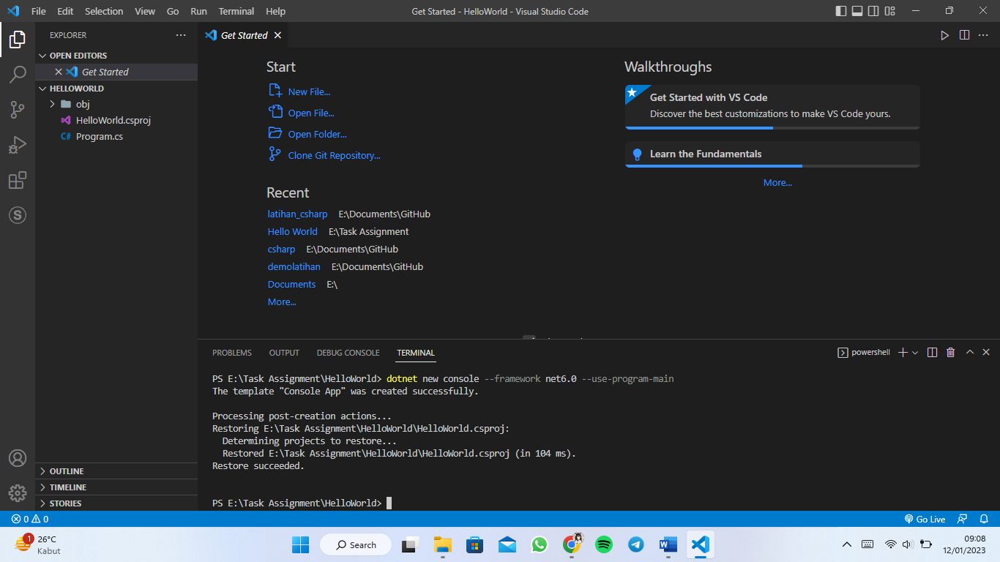 File Edit Selection View Go Run Terminal Help
Get Started - HelloWorld - Visual Studio Code
EXPLORER
OPEN EDITORS
Get Started
HELLOWORLD
obj
HelloWorld.csproj
C# Program.cs
OUTLINE
TIMELINE
STORIES
Get Started
Start
New File...
Open File...
Open Folder...
Clone Git Repository...
Recent
latihan_csharp E:\Documents\GitHub
Hello World E:\Task Assignment
csharp E:\Documents\GitHub
demolatihan E:\Documents\GitHub
Documents E:\
More...
Walkthroughs
Get Started with VS Code
Discover the best customizations to make VS Code yours.
Learn the Fundamentals
More...
PROBLEMS OUTPUT DEBUG CONSOLE TERMINAL
powershell
PS E:\Task Assignment\HelloWorld> dotnet new console --framework net6.0 --use-program-main
The template "Console App" was created successfully.
Processing post-creation actions...
Restoring E:\Task Assignment\HelloWorld\HelloWorld.csproj:
Determining projects to restore...
Restored E:\Task Assignment\HelloWorld\HelloWorld.csproj (in 104 ms).
Restore succeeded.
PS E:\Task Assignment\HelloWorld>
0 0
Go Live
1
26°C
Kabut
Search
09:08
12/01/2023